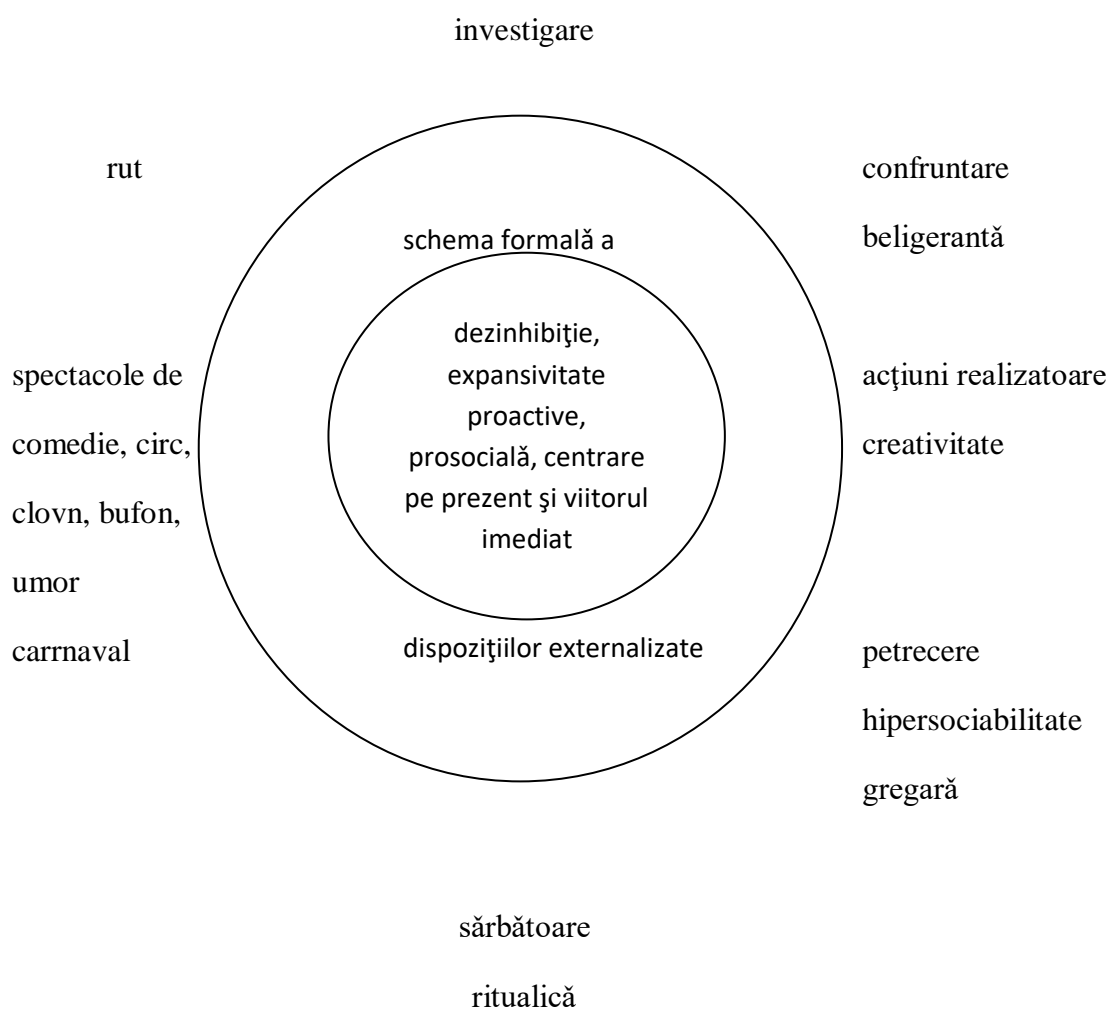 investigare
rut
confruntare
beligerantă
schema formală a
dezinhibiţie,
expansivitate
proactive,
prosocială, centrare
pe prezent şi viitorul
imediat
dispoziţiilor externalizate
spectacole de
comedie, circ,
clovn, bufon,
umor
carrnaval
acţiuni realizatoare
creativitate
petrecere
hipersociabilitate
gregară
sărbătoare
ritualică